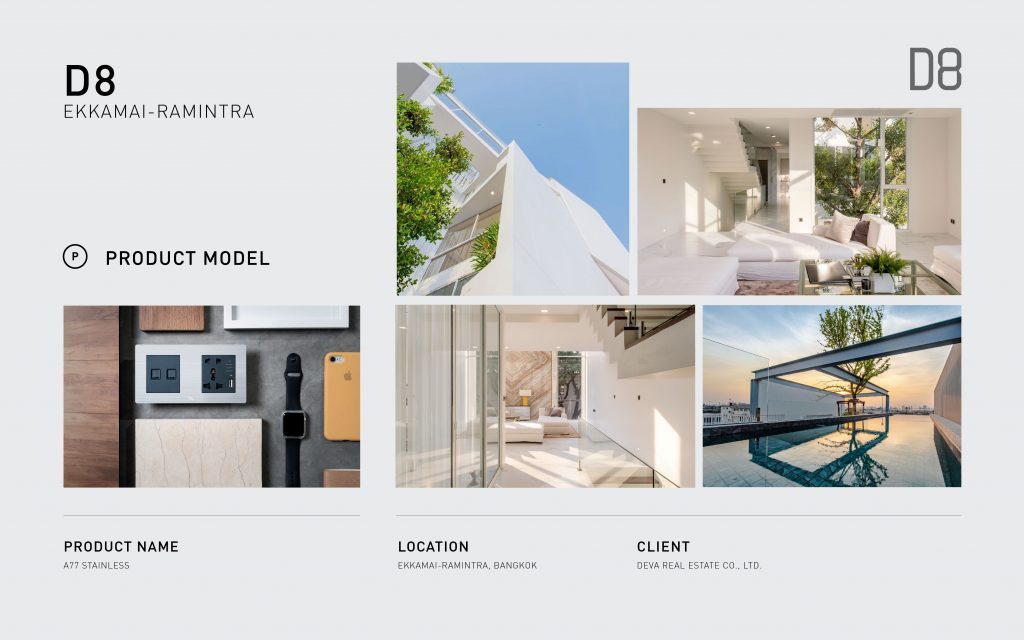 D8
EKKAMAI-RAMINTRA
D8
P PRODUCT MODEL
PRODUCT NAME
A77 STAINLESS
LOCATION
EKKAMAI-RAMINTRA, BANGKOK
CLIENT
DEVA REAL ESTATE CO., LTD.